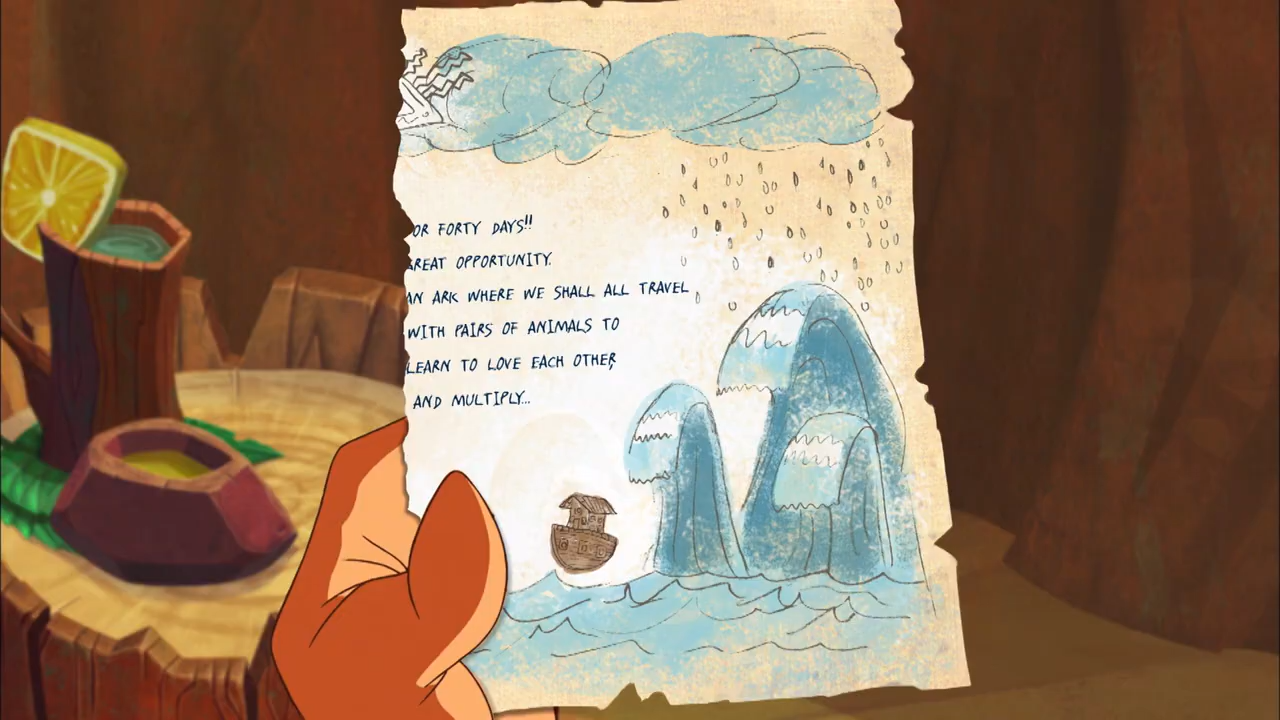 OR FORTY DAYS!!
GREAT OPPORTUNITY.
AN ARK WHERE WE SHALL ALL TRAVEL
WITH PAIRS OF ANIMALS TO
LEARN TO LOVE EACH OTHER,
AND MULTIPLY...